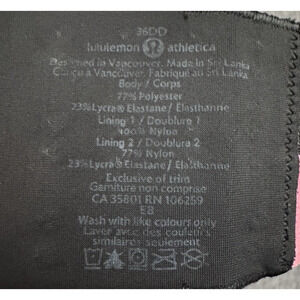 36DD
lululemon athletica
Designed in Vancouver. Made in Sri Lanka
Conçu à Vancouver. Fabriqué au Sri Lanka
Body / Corps
77% Polyester
23% Lycra® Elastane / Élasthanne
Lining 1 / Doublure 1
100% Nylon
Lining 2 / Doublure 2
77% Nylon
23% Lycra® Elastane / Élasthanne
Exclusive of trim
Garniture non comprise
CA 35801 RN 106259
E8
Wash with like colours only
Laver avec des couleurs
similaires seulement